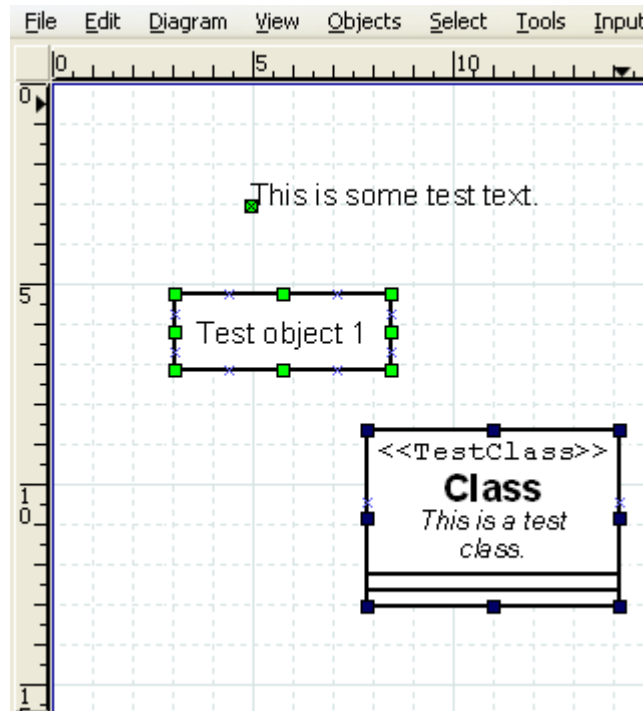 File Edit Diagram View Objects Select Tools Input
0 5 10
0
This is some test text.
5
Test object 1
<<TestClass>>
Class
1
0
This is a test
class.
1